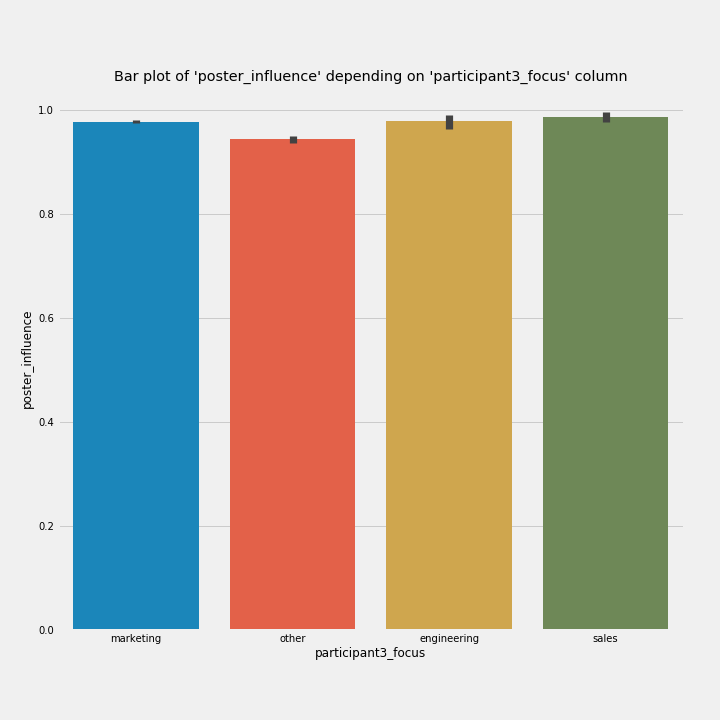 Bar plot of 'poster_influence' depending on 'participant3_focus' column
1.0
0.8
0.6
0.4
0.2
0.0
poster_influence
marketing other engineering sales
participant3_focus